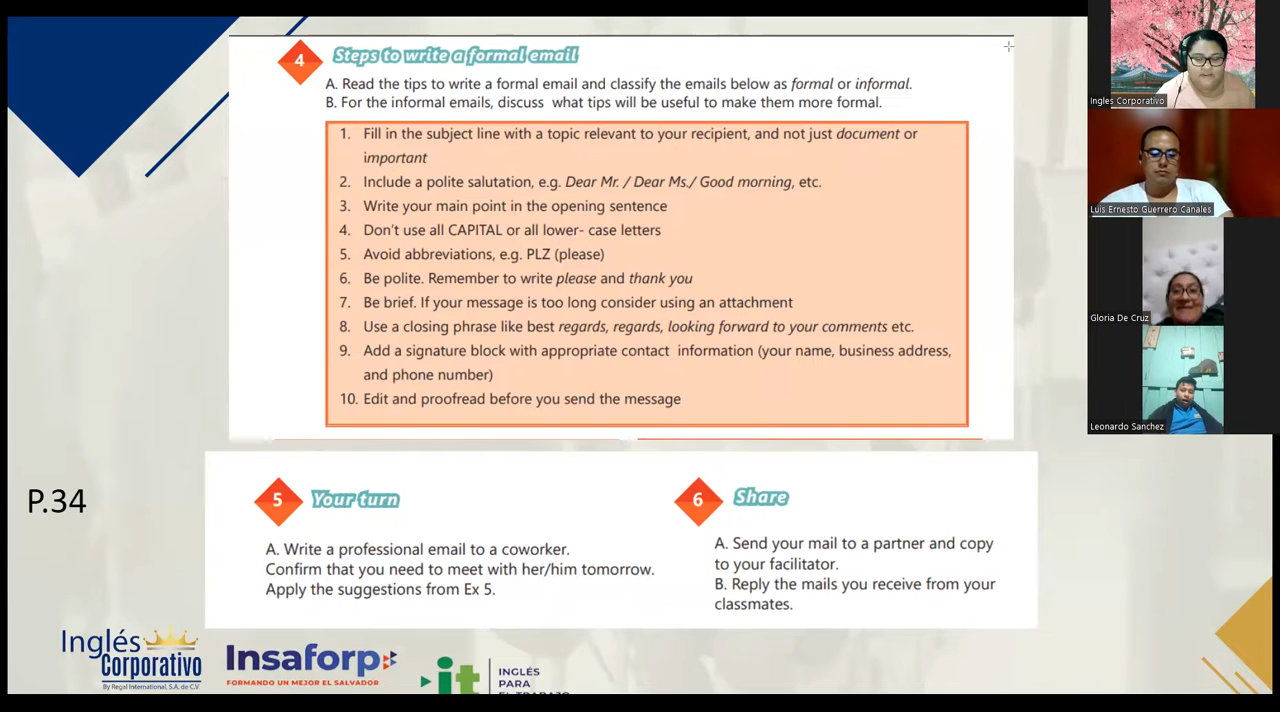 4
Steps to write a formal email
A. Read the tips to write a formal email and classify the emails below as formal or informal.
B. For the informal emails, discuss what tips will be useful to make them more formal.
1. Fill in the subject line with a topic relevant to your recipient, and not just document or
important
2. Include a polite salutation, e.g. Dear Mr. / Dear Ms./ Good morning, etc.
3. Write your main point in the opening sentence
4. Don't use all CAPITAL or all lower- case letters
5. Avoid abbreviations, e.g. PLZ (please)
6. Be polite. Remember to write please and thank you
7. Be brief. If your message is too long consider using an attachment
8. Use a closing phrase like best regards, regards, looking forward to your comments etc.
9. Add a signature block with appropriate contact information (your name, business address,
and phone number)
10. Edit and proofread before you send the message
P.34
5
Your turn
A. Write a professional email to a coworker.
Confirm that you need to meet with her/him tomorrow.
Apply the suggestions from Ex 5.
6
Share
A. Send your mail to a partner and copy
to your facilitator.
B. Reply the mails you receive from your
classmates.
Inglés
Corporativo
By Regal International, S.A. de C.V.
Insaforp
FORMANDO UN MEJOR EL SALVADOR
it
INGLÉS
PARA
EL TRABAJO
Ingles Corporativo
Luis Ernesto Guerrero Canales
Gloria De Cruz
Leonardo Sanchez